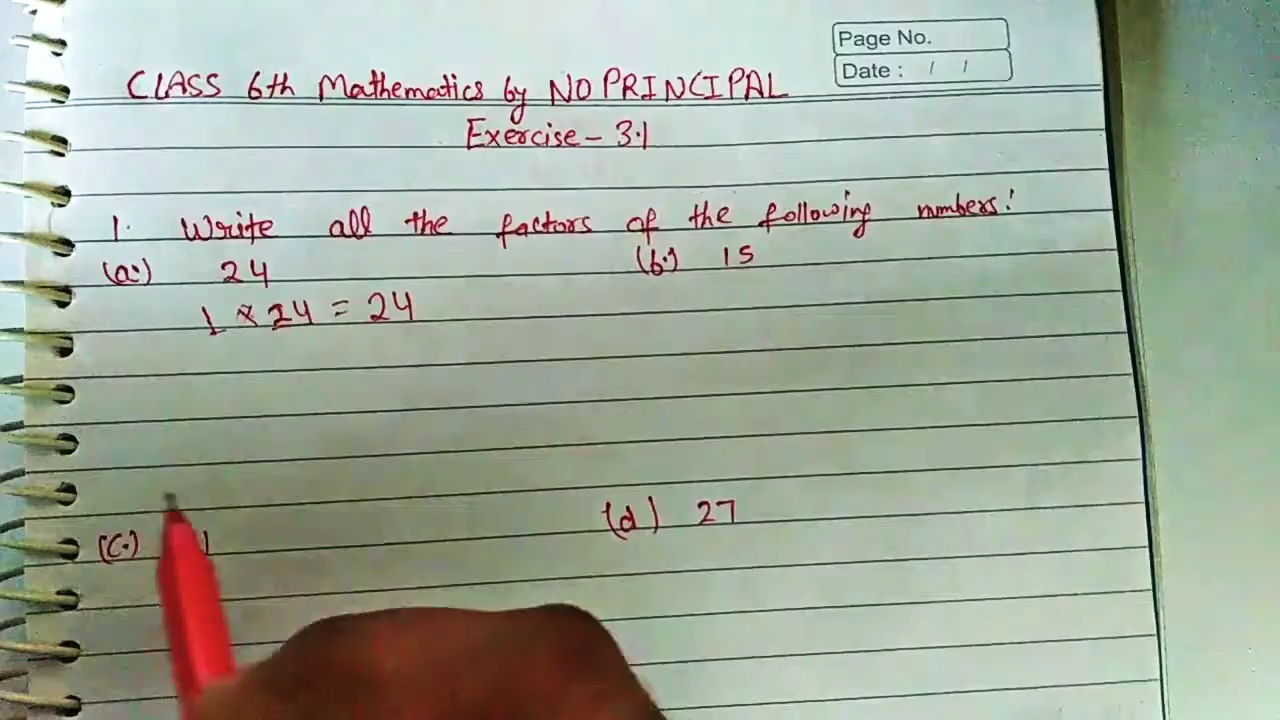 Page No.
Date : / /
CLASS 6th Mathematics by NO PRINCIPAL
Exercise - 3.1
1. Write all the factors of the following numbers:
(a.) 24 (b.) 15
1 × 24 = 24
(c.) (d) 27